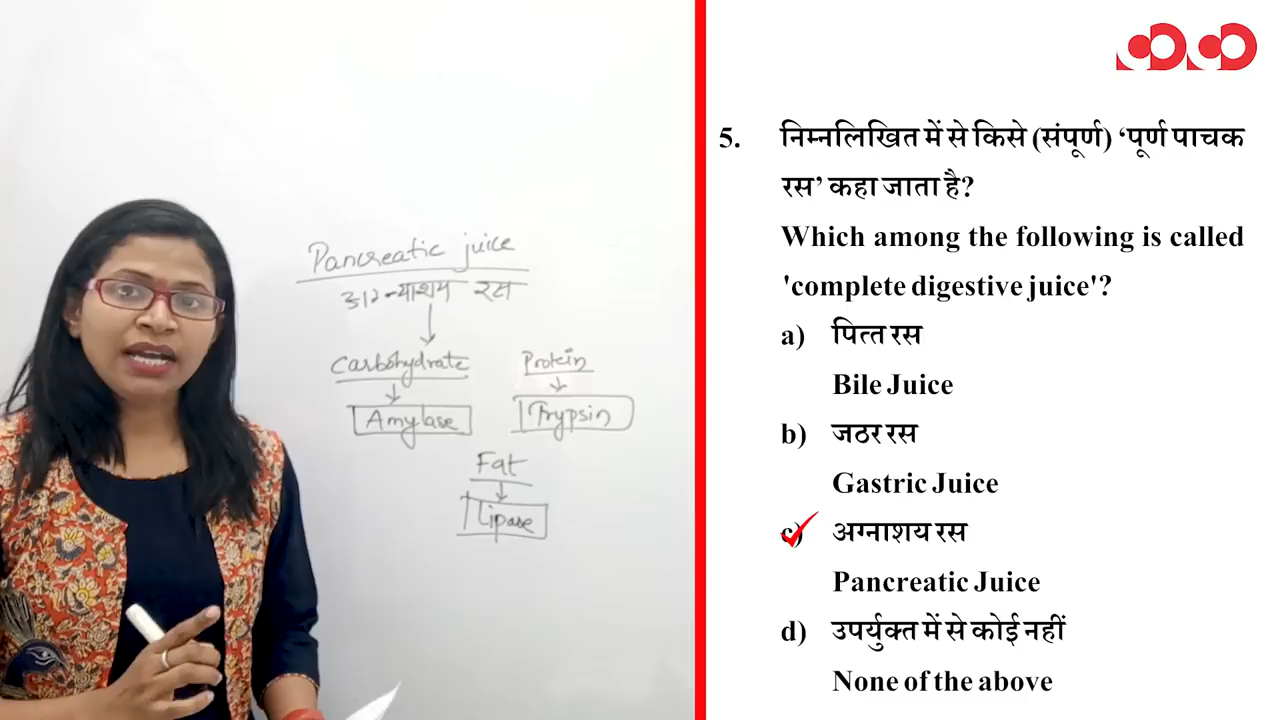 Pancreatic juice
अग्न्याशय रस
Carbohydrate
Protein
Amylase
Trypsin
Fat
Lipase
5. निम्नलिखित में से किसे (संपूर्ण) ‘पूर्ण पाचक
रस’ कहा जाता है?
Which among the following is called
'complete digestive juice'?
a) पित्त रस
Bile Juice
b) जठर रस
Gastric Juice
c) अग्नाशय रस
Pancreatic Juice
d) उपर्युक्त में से कोई नहीं
None of the above